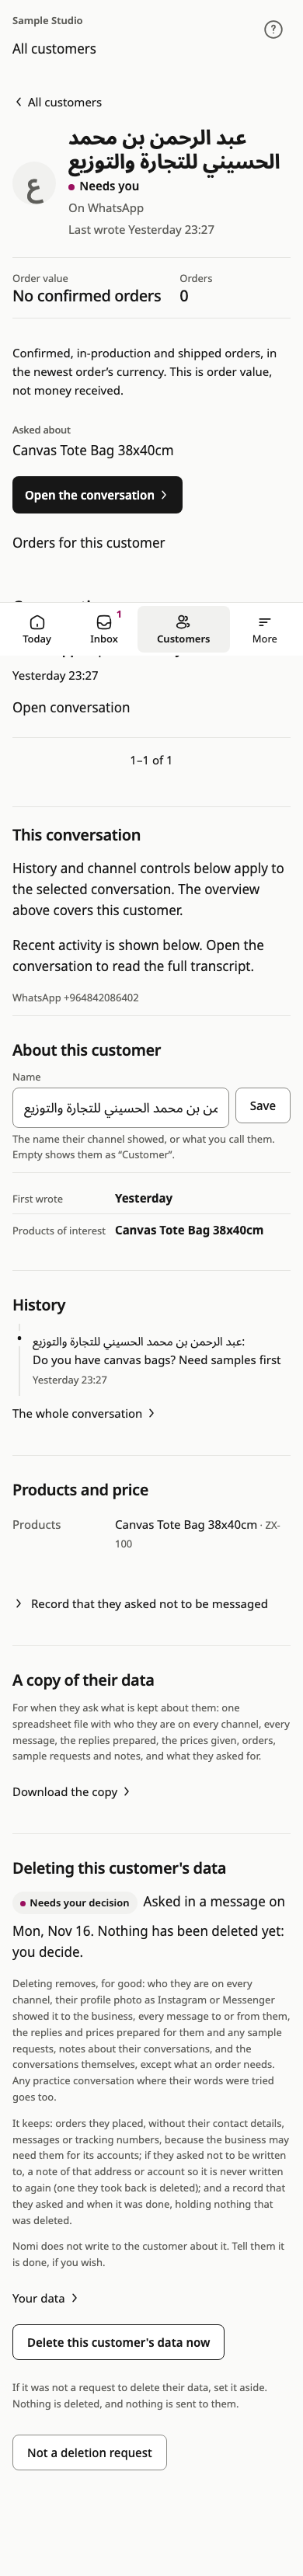 Sample Studio
All customers
All customers
عبد الرحمن بن محمد
الحسيني للتجارة والتوزيع
ع
Needs you
On WhatsApp
Last wrote Yesterday 23:27
Order value
Orders
No confirmed orders
0
Confirmed, in-production and shipped orders, in
the newest order’s currency. This is order value,
not money received.
Asked about
Canvas Tote Bag 38x40cm
Open the conversation
Orders for this customer
1
Today
Inbox
Customers
More
Yesterday 23:27
Open conversation
1–1 of 1
This conversation
History and channel controls below apply to
the selected conversation. The overview
above covers this customer.
Recent activity is shown below. Open the
conversation to read the full transcript.
WhatsApp +964842086402
About this customer
Name
من بن محمد الحسيني للتجارة والتوزيع
Save
The name their channel showed, or what you call them.
Empty shows them as “Customer”.
First wrote
Yesterday
Products of interest
Canvas Tote Bag 38x40cm
History
عبد الرحمن بن محمد الحسيني للتجارة والتوزيع:
Do you have canvas bags? Need samples first
Yesterday 23:27
The whole conversation
Products and price
Products
Canvas Tote Bag 38x40cm · ZX-
100
Record that they asked not to be messaged
A copy of their data
For when they ask what is kept about them: one
spreadsheet file with who they are on every channel, every
message, the replies prepared, the prices given, orders,
sample requests and notes, and what they asked for.
Download the copy
Deleting this customer's data
Needs your decision Asked in a message on
Mon, Nov 16. Nothing has been deleted yet:
you decide.
Deleting removes, for good: who they are on every
channel, their profile photo as Instagram or Messenger
showed it to the business, every message to or from them,
the replies and prices prepared for them and any sample
requests, notes about their conversations, and the
conversations themselves, except what an order needs.
Any practice conversation where their words were tried
goes too.
It keeps: orders they placed, without their contact details,
messages or tracking numbers, because the business may
need them for its accounts; if they asked not to be written
to, a note of that address or account so it is never written
to again (one they took back is deleted); and a record that
they asked and when it was done, holding nothing that
was deleted.
Nomi does not write to the customer about it. Tell them it
is done, if you wish.
Your data
Delete this customer's data now
If it was not a request to delete their data, set it aside.
Nothing is deleted, and nothing is sent to them.
Not a deletion request